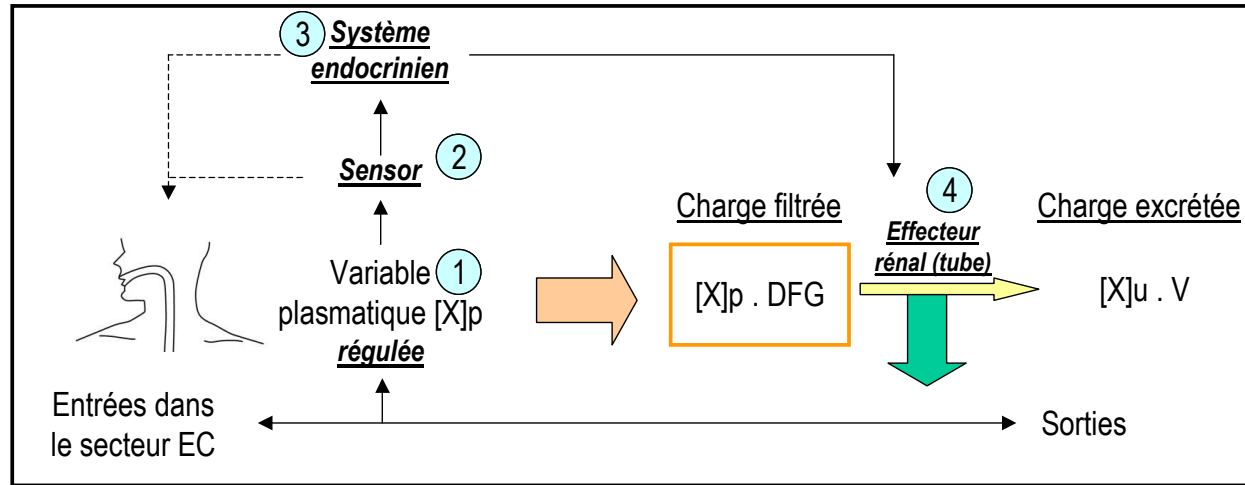 3 Système
endocrinien
Sensor 2
Variable 1
plasmatique [X]p
régulée
Entrées dans
le secteur EC
Charge filtrée
[X]p . DFG
4
Effecteur
rénal (tube)
Charge excrétée
[X]u . V
Sorties